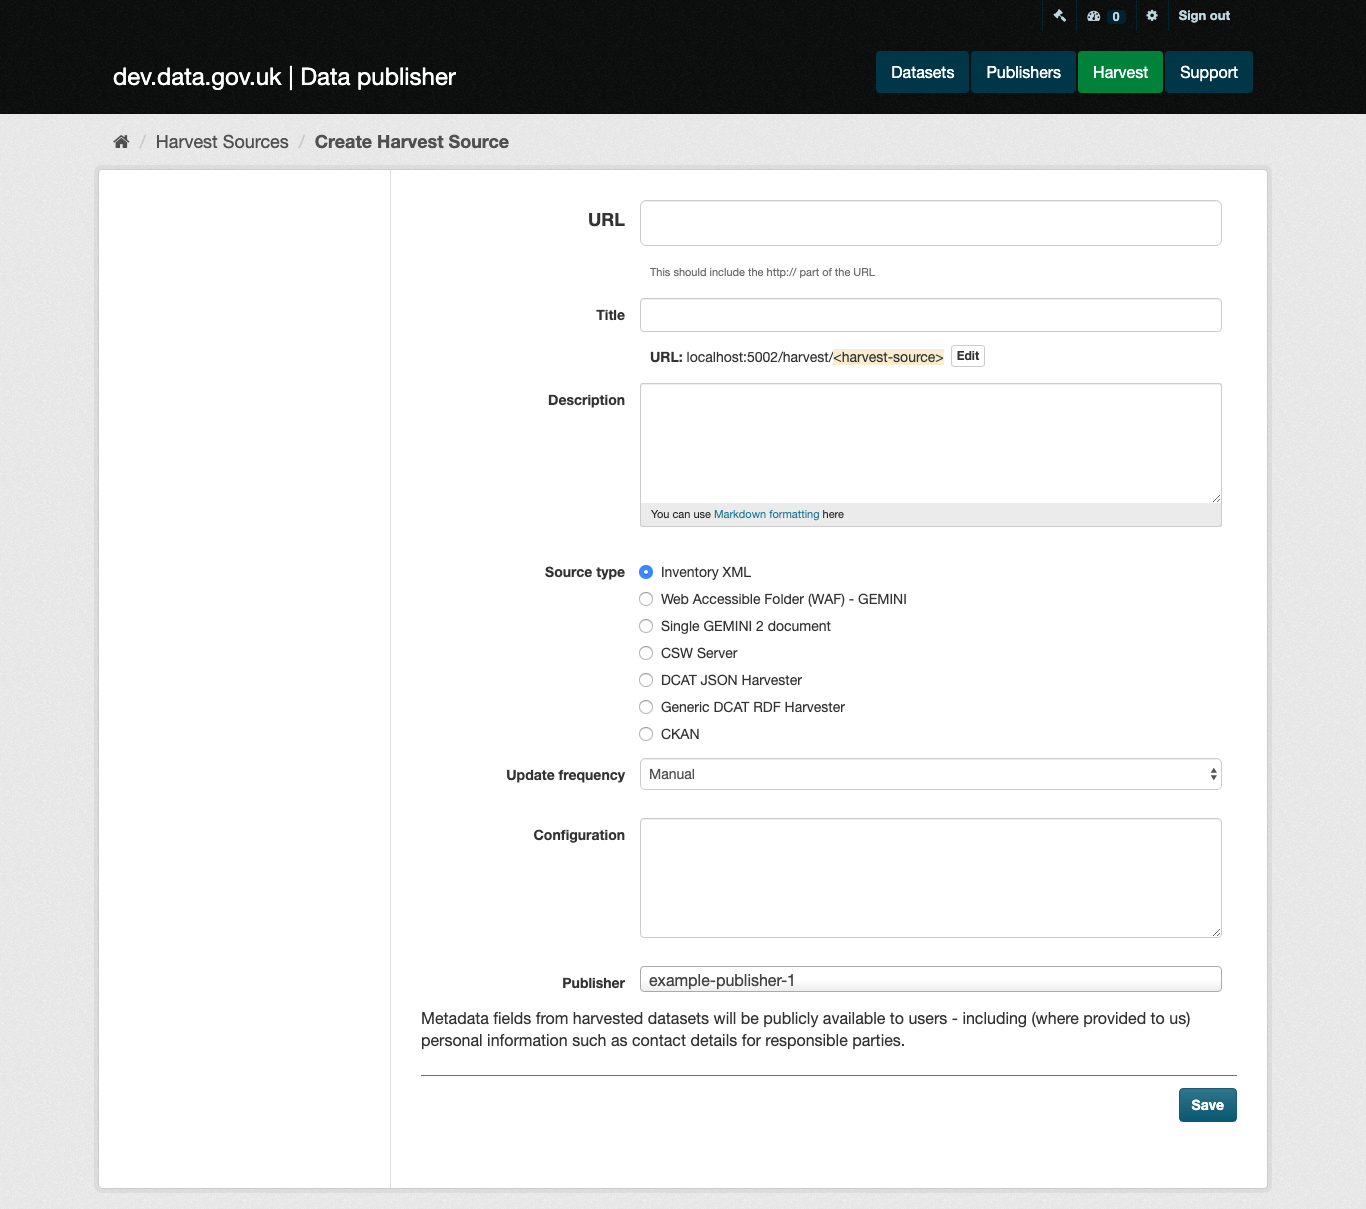 0
Sign out
dev.data.gov.uk | Data publisher
Datasets
Publishers
Harvest
Support
/ Harvest Sources / Create Harvest Source
URL
This should include the http:// part of the URL
Title
URL: localhost:5002/harvest/<harvest-source> Edit
Description
You can use Markdown formatting here
Source type
Inventory XML
Web Accessible Folder (WAF) - GEMINI
Single GEMINI 2 document
CSW Server
DCAT JSON Harvester
Generic DCAT RDF Harvester
CKAN
Update frequency
Manual
Configuration
Publisher
example-publisher-1
Metadata fields from harvested datasets will be publicly available to users - including (where provided to us)
personal information such as contact details for responsible parties.
Save